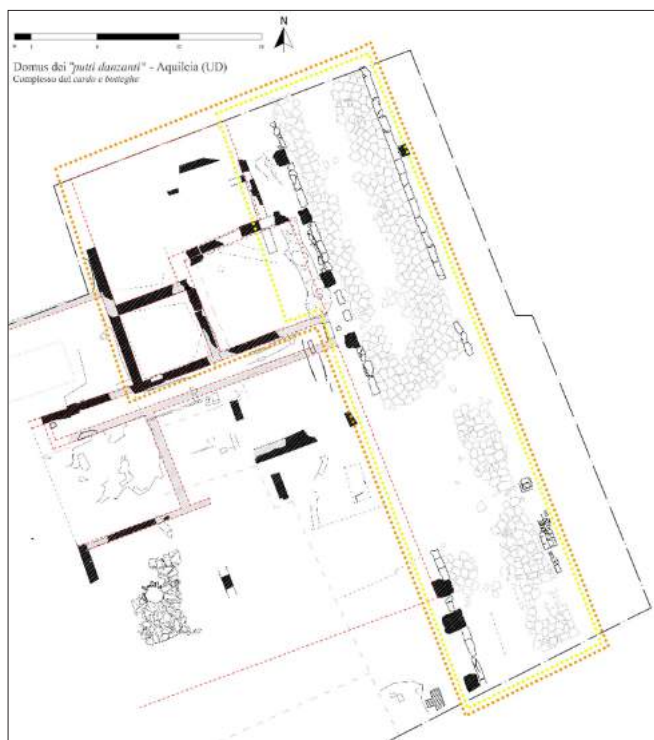 N
Domus dei "putti danzanti" - Aquileia (UD)
Complesso del cardo e botteghe